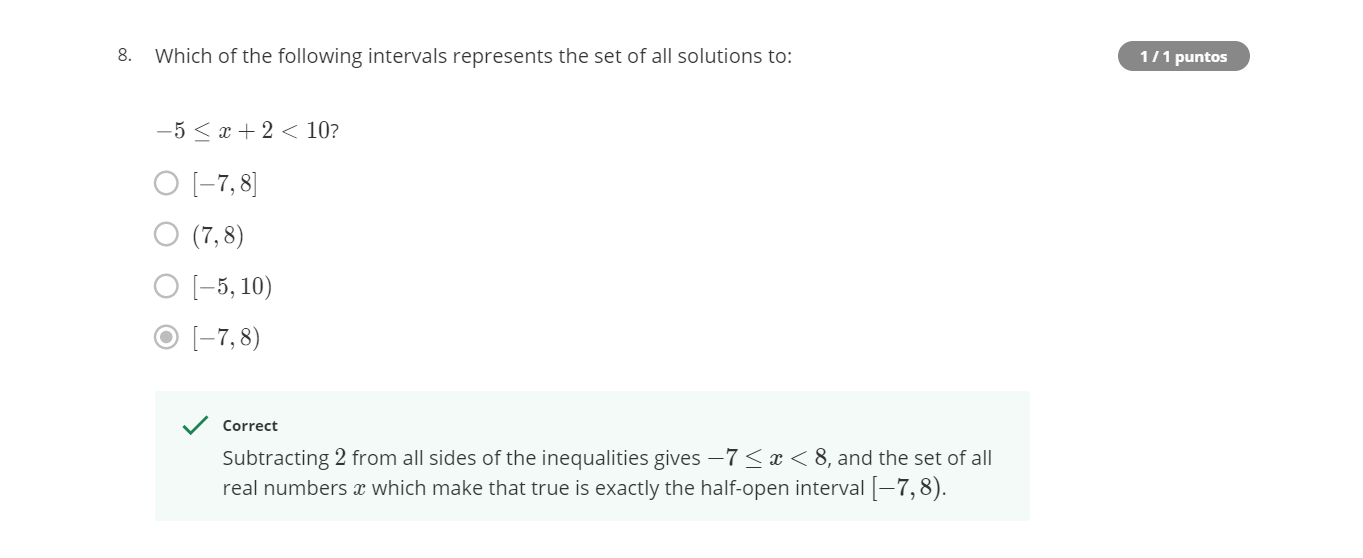 8. Which of the following intervals represents the set of all solutions to:
1 / 1 puntos
−5 ≤ x + 2 < 10?
[−7, 8]
(7, 8)
[−5, 10)
[−7, 8)
Correct
Subtracting 2 from all sides of the inequalities gives −7 ≤ x < 8, and the set of all
real numbers x which make that true is exactly the half-open interval [−7, 8).